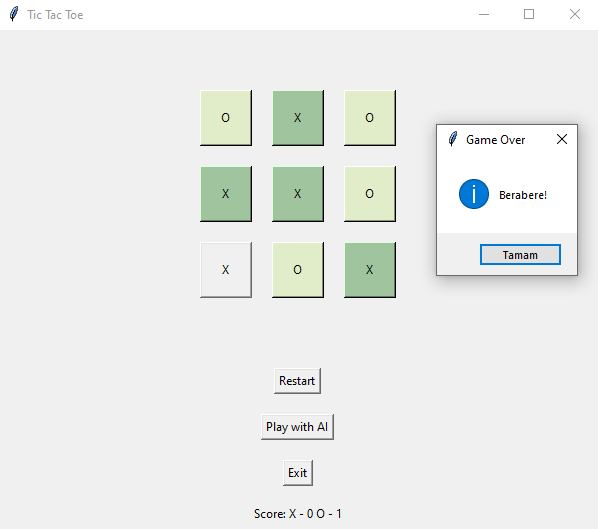 Tic Tac Toe
O X O
Game Over
X X O
Berabere!
X O X
Tamam
Restart
Play with AI
Exit
Score: X - 0 O - 1